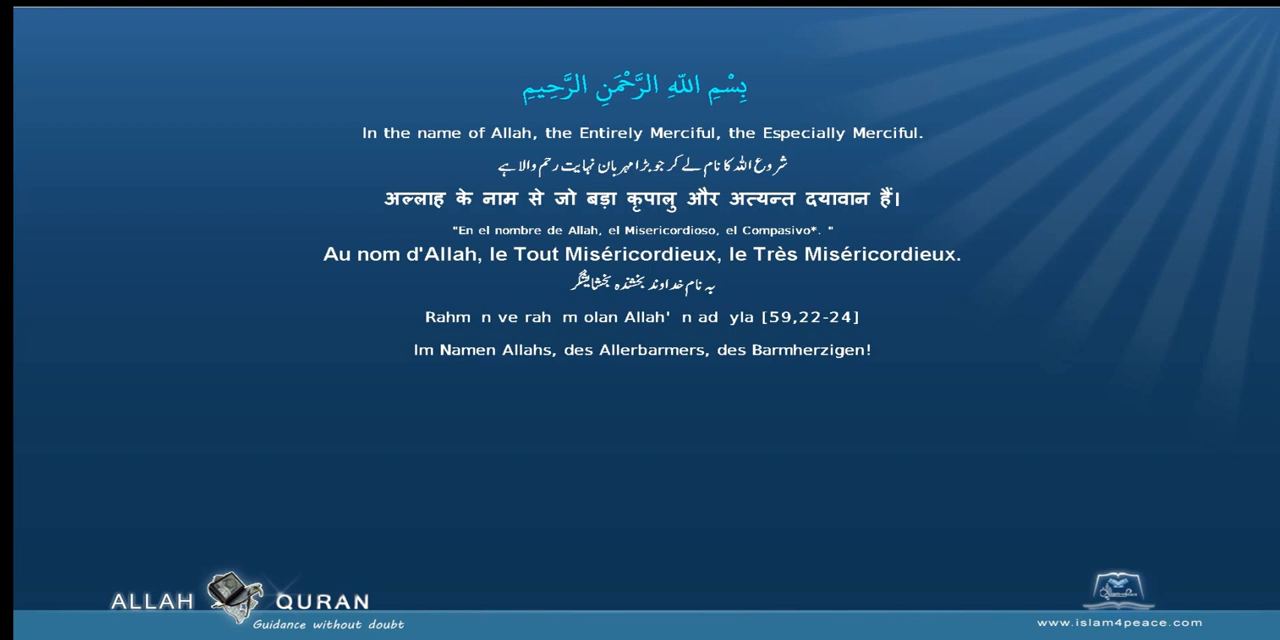 بِسْمِ اللّهِ الرَّحْمَنِ الرَّحِيمِ
In the name of Allah, the Entirely Merciful, the Especially Merciful.
شروع الله کا نام لے کر جو بڑا مہربان نہایت رحم والا ہے
अल्लाह के नाम से जो बड़ा कृपालु और अत्यन्त दयावान हैं।
"En el nombre de Allah, el Misericordioso, el Compasivo*. "
Au nom d'Allah, le Tout Miséricordieux, le Très Miséricordieux.
به نام خداوند بخشنده بخشایشگر
Rahm n ve rah m olan Allah' n ad yla [59,22-24]
Im Namen Allahs, des Allerbarmers, des Barmherzigen!
ALLAH QURAN
Guidance without doubt
www.islam4peace.com